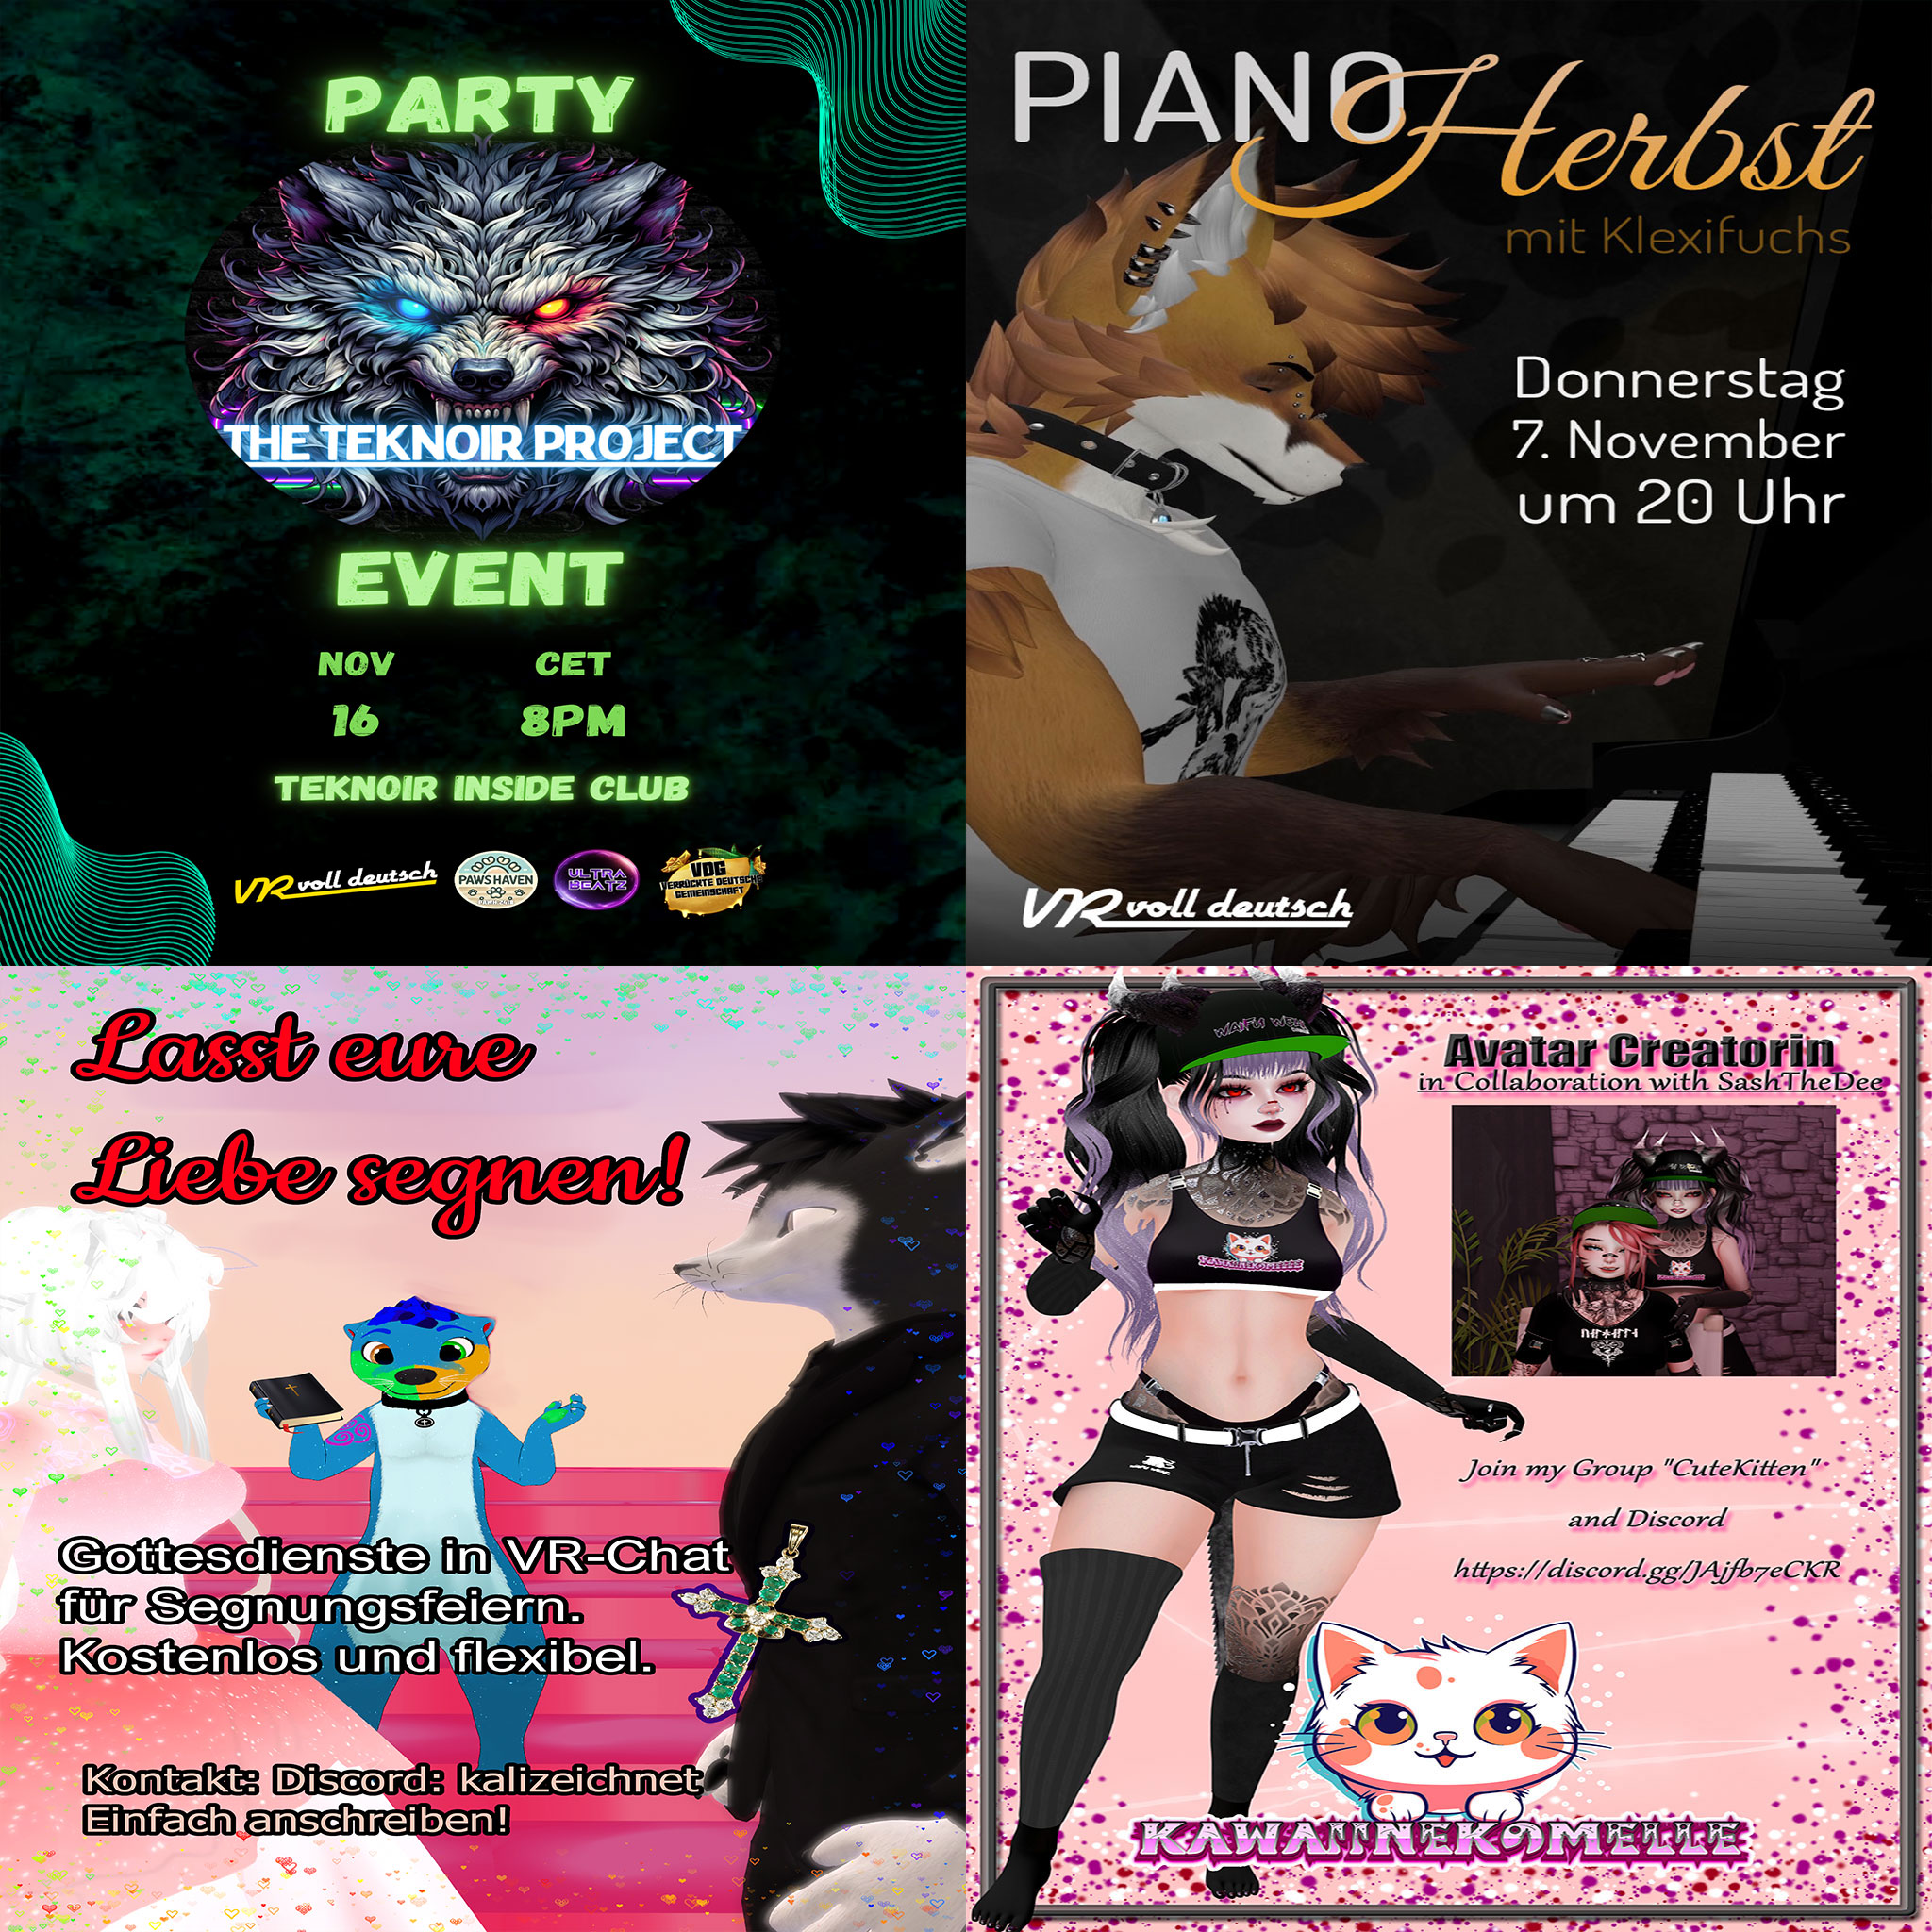 PARTY
THE TEKNOIR PROJECT
EVENT
NOV
CET
16
8PM
TEKNOIR INSIDE CLUB
VR voll deutsch
PAWS HAVEN
ULTRA
BEATZ
VDG
VERRÜCKTE DEUTSCHE
GEMEINSCHAFT
PIANO Herbst
mit Klexifuchs
Donnerstag
7. November
um 20 Uhr
VR voll deutsch
Lasst eure
Liebe segnen!
Gottesdienste in VR-Chat
für Segnungsfeiern.
Kostenlos und flexibel.
Kontakt: Discord: kalizeichnet
Einfach anschreiben!
Avatar Creatorin
in Collaboration with SashTheDee
KAWAIINEKOMELLE
Join my Group "CuteKitten"
and Discord
https://discord.gg/JAjfb7eCKR
KAWAIINEKOMELLE